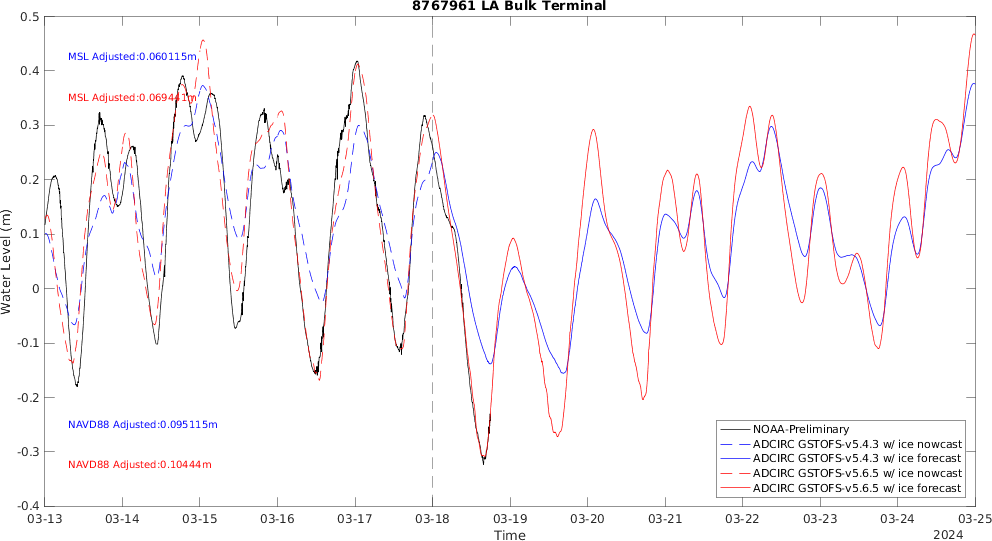 8767961 LA Bulk Terminal
0.5
0.4
0.3
0.2
0.1
0
-0.1
-0.2
-0.3
-0.4
Water Level (m)
MSL Adjusted:0.060115m
MSL Adjusted:0.069441m
NAVD88 Adjusted:0.095115m
NAVD88 Adjusted:0.10444m
NOAA-Preliminary
ADCIRC GSTOFS-v5.4.3 w/ ice nowcast
ADCIRC GSTOFS-v5.4.3 w/ ice forecast
ADCIRC GSTOFS-v5.6.5 w/ ice nowcast
ADCIRC GSTOFS-v5.6.5 w/ ice forecast
03-13 03-14 03-15 03-16 03-17 03-18 03-19 03-20 03-21 03-22 03-23 03-24 03-25
Time
2024